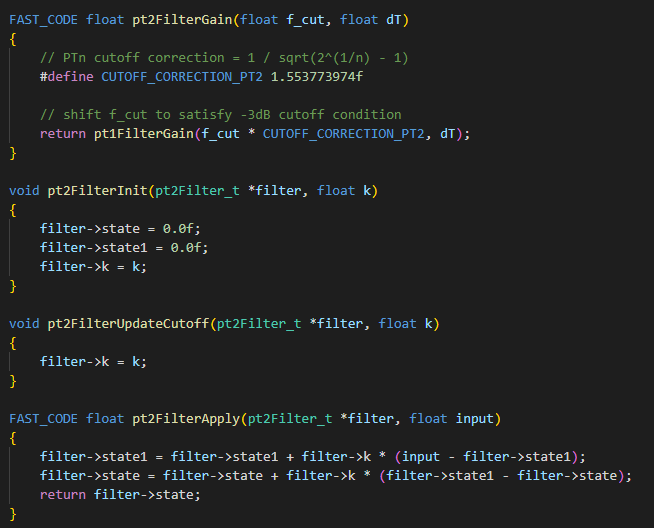 FAST_CODE float pt2FilterGain(float f_cut, float dT)
{
    // PTn cutoff correction = 1 / sqrt(2^(1/n) - 1)
    #define CUTOFF_CORRECTION_PT2 1.553773974f

    // shift f_cut to satisfy -3dB cutoff condition
    return pt1FilterGain(f_cut * CUTOFF_CORRECTION_PT2, dT);
}

void pt2FilterInit(pt2Filter_t *filter, float k)
{
    filter->state = 0.0f;
    filter->state1 = 0.0f;
    filter->k = k;
}

void pt2FilterUpdateCutoff(pt2Filter_t *filter, float k)
{
    filter->k = k;
}

FAST_CODE float pt2FilterApply(pt2Filter_t *filter, float input)
{
    filter->state1 = filter->state1 + filter->k * (input - filter->state1);
    filter->state = filter->state + filter->k * (filter->state1 - filter->state);
    return filter->state;
}